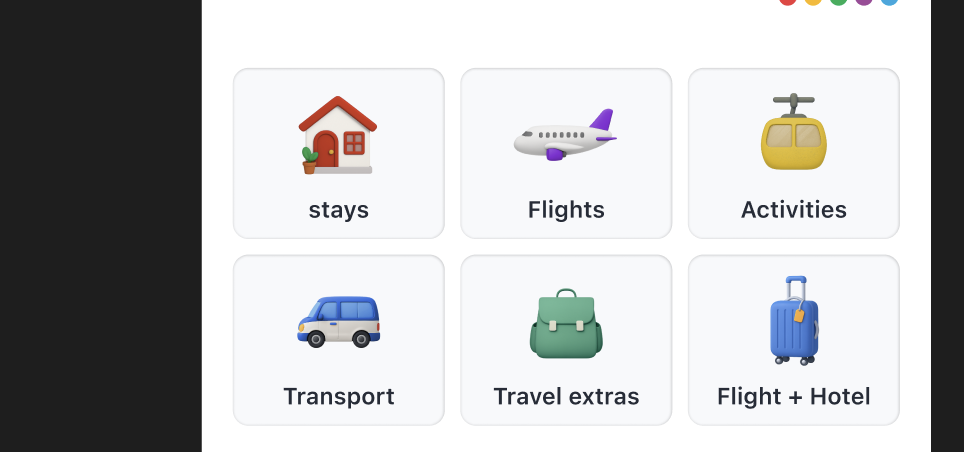 stays
Flights
Activities
Transport
Travel extras
Flight + Hotel